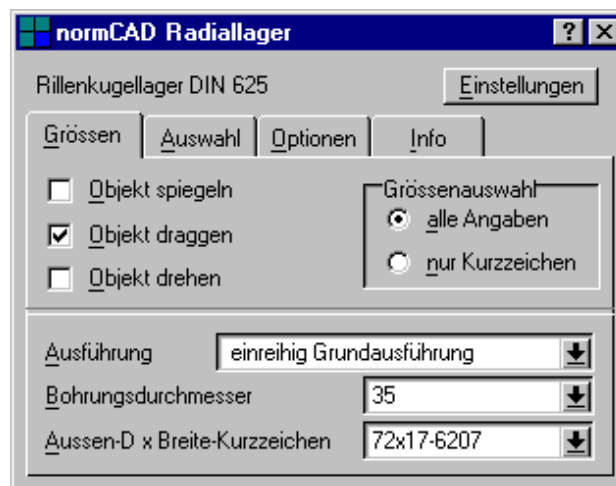 normCAD Radiallager
Rillenkugellager DIN 625
Einstellungen
Grössen
Auswahl
Optionen
Info
Objekt spiegeln
Objekt draggen
Objekt drehen
Grössenauswahl
alle Angaben
nur Kurzzeichen
Ausführung
einreihig Grundausführung
Bohrungsdurchmesser
35
Aussen-D x Breite-Kurzzeichen
72x17-6207